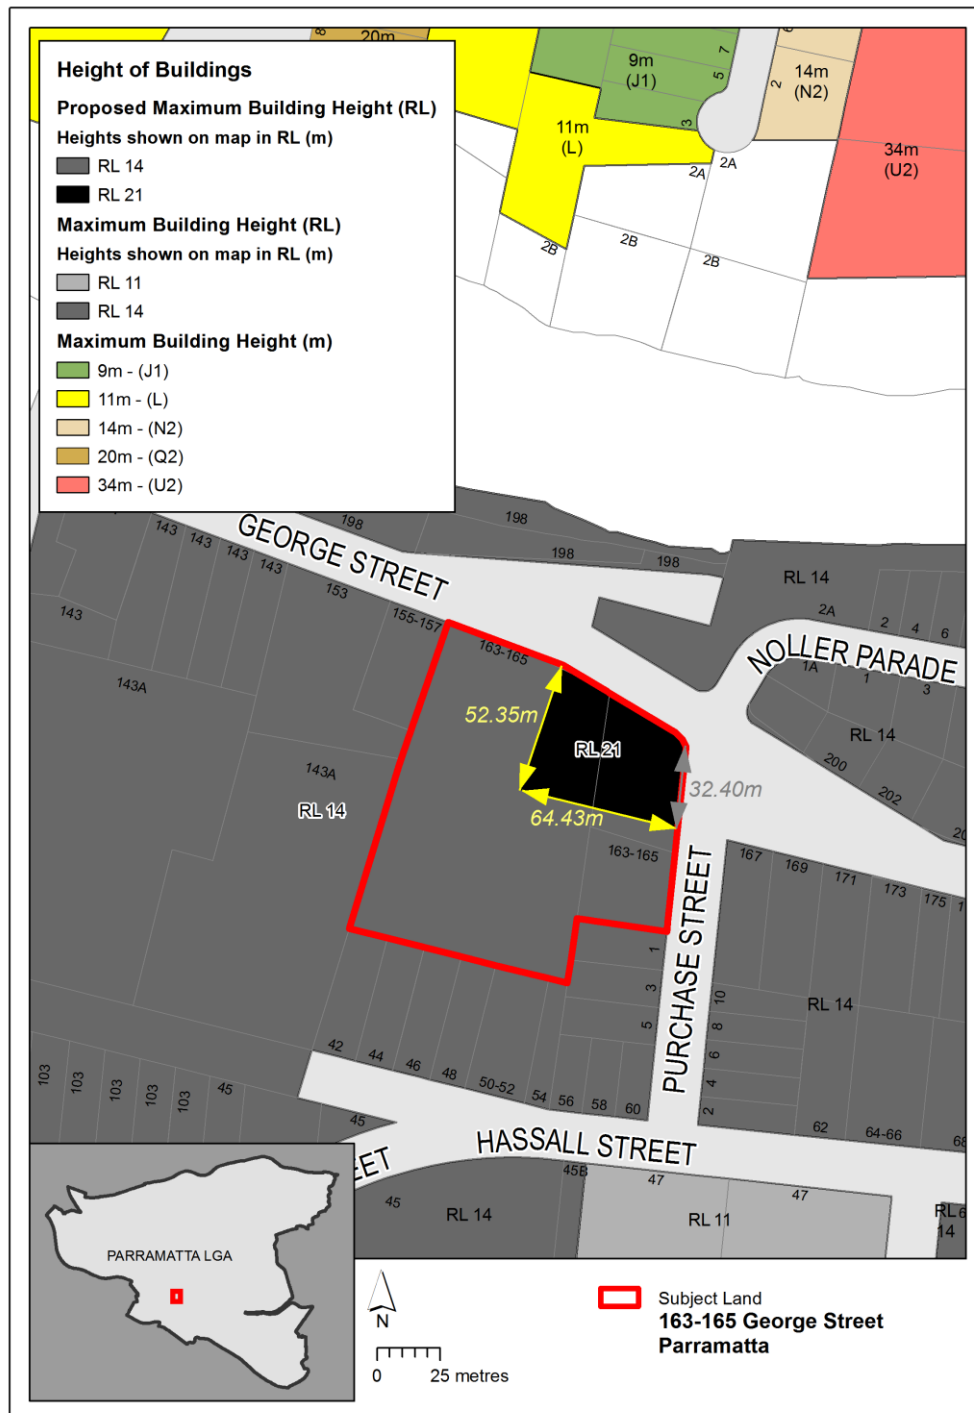 Height of Buildings
Proposed Maximum Building Height (RL)
Heights shown on map in RL (m)
RL 14
RL 21
Maximum Building Height (RL)
Heights shown on map in RL (m)
RL 11
RL 14
Maximum Building Height (m)
9m - (J1)
11m - (L)
14m - (N2)
20m - (Q2)
34m - (U2)
8
20m
9m
(J1)
7
5
3
6
2
14m
(N2)
11m
(L)
34m
(U2)
2A
2A
2B
2B
2B
GEORGE STREET
143
143
143
143
153
155-157
163-165
198
198
198
198
RL 14
2A
2
4
6
NOLLER PARADE
1A
1
3
RL 14
200
202
20
143
143A
143A
RL 14
52.35m
RL 21
64.43m
32.40m
163-165
PURCHASE STREET
167
169
171
173
175
1
3
5
10
8
6
4
2
RL 14
42
44
46
48
50-52
54
56
58
60
62
64-66
68
103
103
103
103
103
45
45
HASSALL STREET
EET
45
RL 14
45B
47
47
RL 11
RL 6
14
PARRAMATTA LGA
N
0 25 metres
Subject Land
163-165 George Street
Parramatta